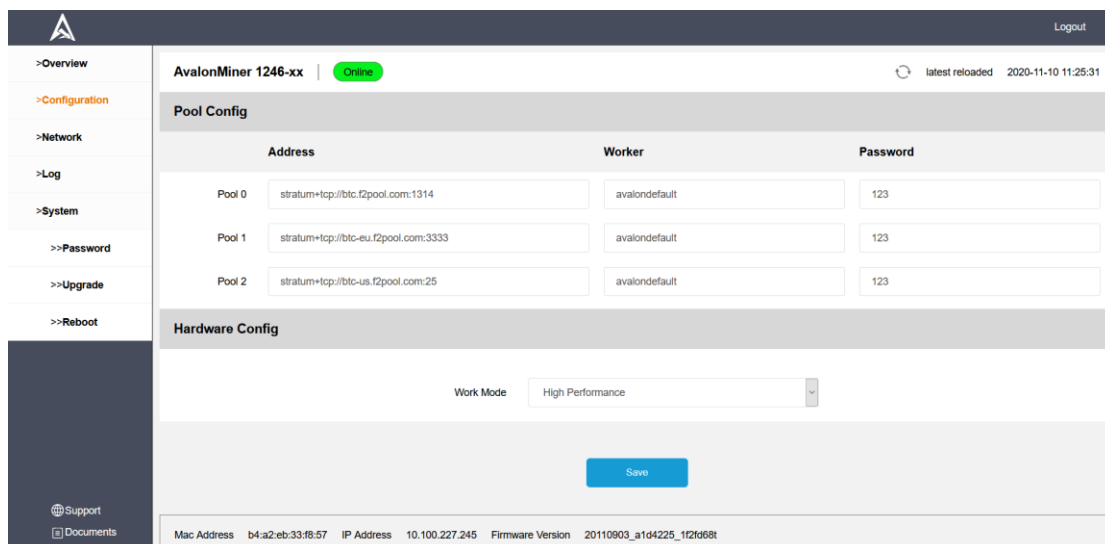 Logout
>Overview
>Configuration
>Network
>Log
>System
>>Password
>>Upgrade
>>Reboot
Support
Documents
AvalonMiner 1246-xx | Online latest reloaded 2020-11-10 11:25:31
Pool Config
Address Worker Password
Pool 0 stratum+tcp://btc.f2pool.com:1314 avalondefault 123
Pool 1 stratum+tcp://btc-eu.f2pool.com:3333 avalondefault 123
Pool 2 stratum+tcp://btc-us.f2pool.com:25 avalondefault 123
Hardware Config
Work Mode High Performance
Save
Mac Address b4:a2:eb:33:f8:57 IP Address 10.100.227.245 Firmware Version 20110903_a1d4225_1f2fd68t